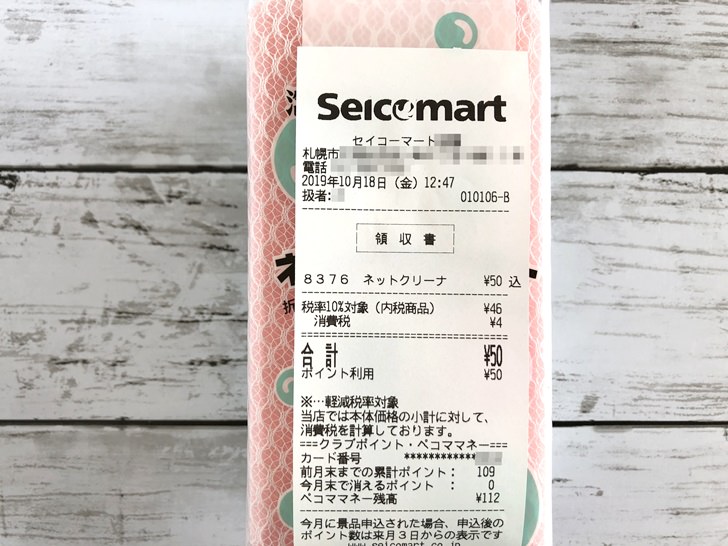 Seicomart
セイコーマート
札幌市
電話
2019年10月18日（金）12:47
扱者:
010106-B
領収書
8376 ネットクリーナ ¥50 込
税率10%対象（内税商品） ¥46
消費税 ¥4
合計 ¥50
ポイント利用 ¥50
※…軽減税率対象
当店では本体価格の小計に対して、
消費税を計算しております。
===クラブポイント・ペコママネー===
カード番号 ************
前月末までの累計ポイント： 109
今月末で消えるポイント： 0
ペコママネー残高 ¥112
今月に景品申込された場合、申込後の
ポイント数は来月３日からの表示です
www.seicomart.co.jp